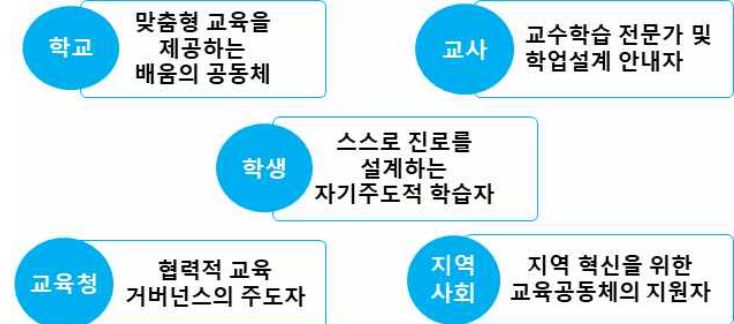 학교
맞춤형 교육을
제공하는
배움의 공동체
교사
교수학습 전문가 및
학업설계 안내자
학생
스스로 진로를
설계하는
자기주도적 학습자
교육청
협력적 교육
거버넌스의 주도자
지역
사회
지역 혁신을 위한
교육공동체의 지원자